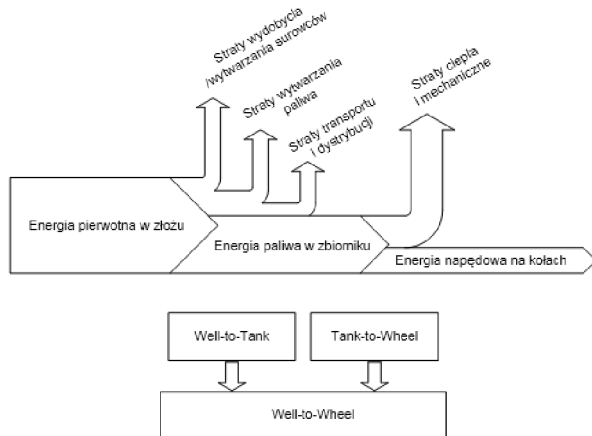 Straty wydobycia
/wytwarzania surowców
Straty wytwarzania
paliwa
Straty transportu
i dystrybucji
Straty ciepła
i mechaniczne
Energia pierwotna w złożu
Energia paliwa w zbiorniku
Energia napędowa na kołach
Well-to-Tank
Tank-to-Wheel
Well-to-Wheel